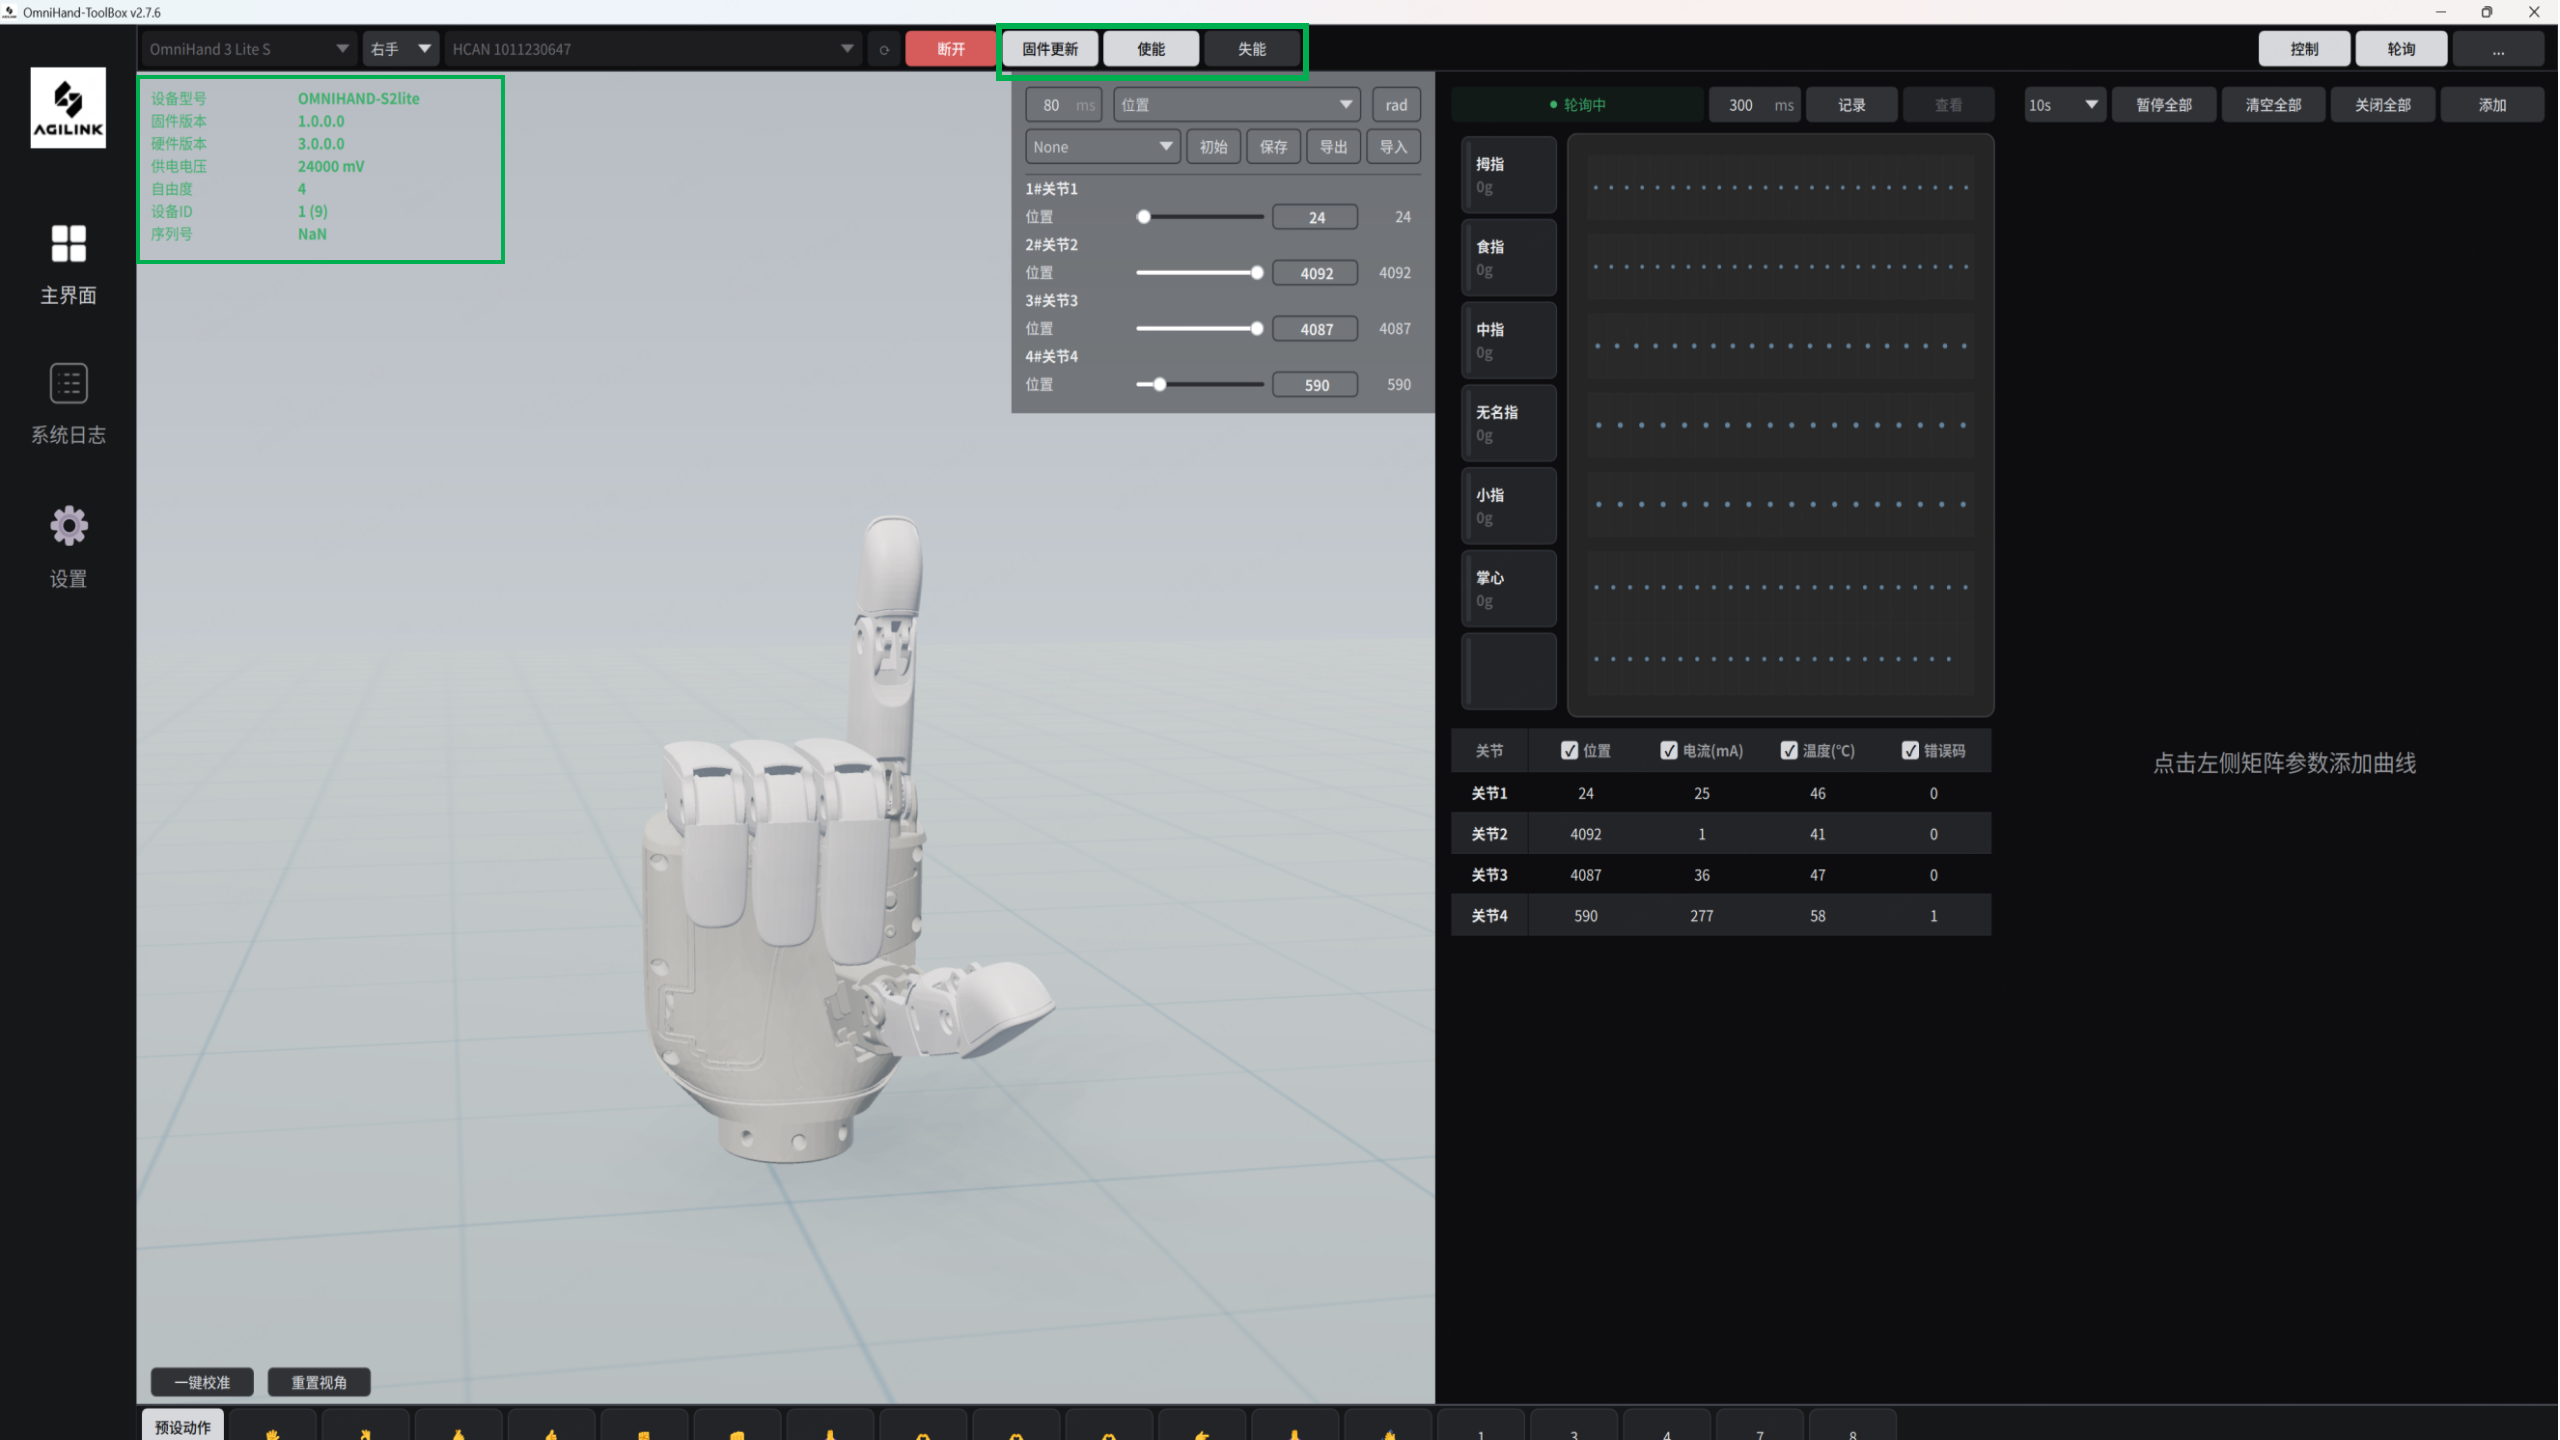 OmniHand-ToolBox v2.7.6
OmniHand 3 Lite S
右手
HCAN 1011230647
断开
固件更新
使能
失能
控制
轮询
...
AGILINK
主界面
系统日志
设置
设备型号 OMNIHAND-S2lite
固件版本 1.0.0.0
硬件版本 3.0.0.0
供电电压 24000 mV
自由度 4
设备ID 1 (9)
序列号 NaN
80 ms
位置
rad
None
初始
保存
导出
导入
1#关节1
位置 24 24
2#关节2
位置 4092 4092
3#关节3
位置 4087 4087
4#关节4
位置 590 590
轮询中
300 ms
记录
查看
10s
暂停全部
清空全部
关闭全部
添加
拇指
0g
食指
0g
中指
0g
无名指
0g
小指
0g
掌心
0g
关节 位置 电流(mA) 温度(°C) 错误码
关节1 24 25 46 0
关节2 4092 1 41 0
关节3 4087 36 47 0
关节4 590 277 58 1
点击左侧矩阵参数添加曲线
一键校准
重置视角
预设动作
1
3
4
7
8